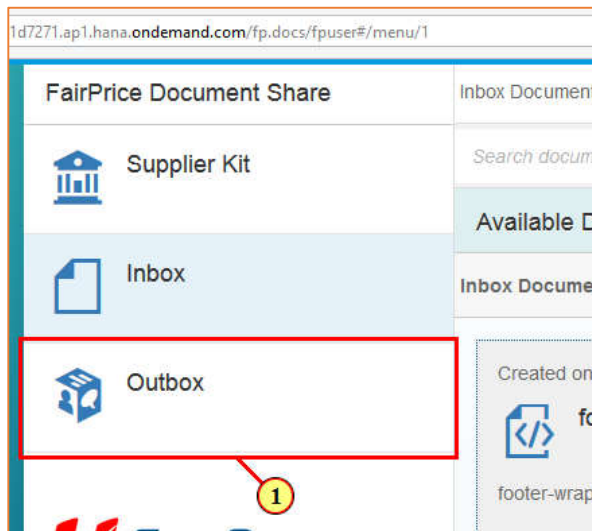 1d7271.ap1.hana.ondemand.com/fp.docs/fpuser#/menu/1
FairPrice Document Share
Supplier Kit
Inbox
Outbox
1
Inbox Document
Search docum
Available D
Inbox Docume
Created on
fo
footer-wrap